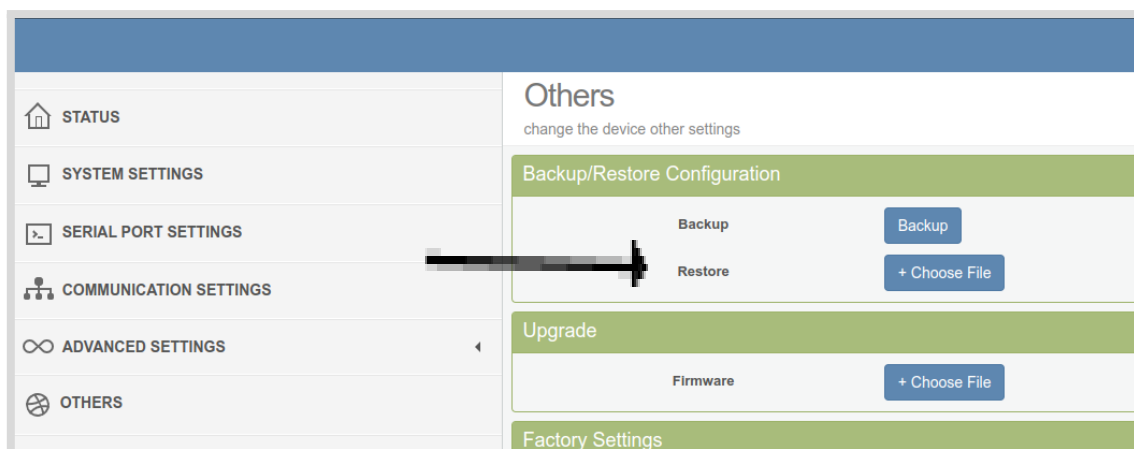 STATUS
SYSTEM SETTINGS
SERIAL PORT SETTINGS
COMMUNICATION SETTINGS
ADVANCED SETTINGS
OTHERS
Others
change the device other settings
Backup/Restore Configuration
Backup Backup
Restore + Choose File
Upgrade
Firmware + Choose File
Factory Settings